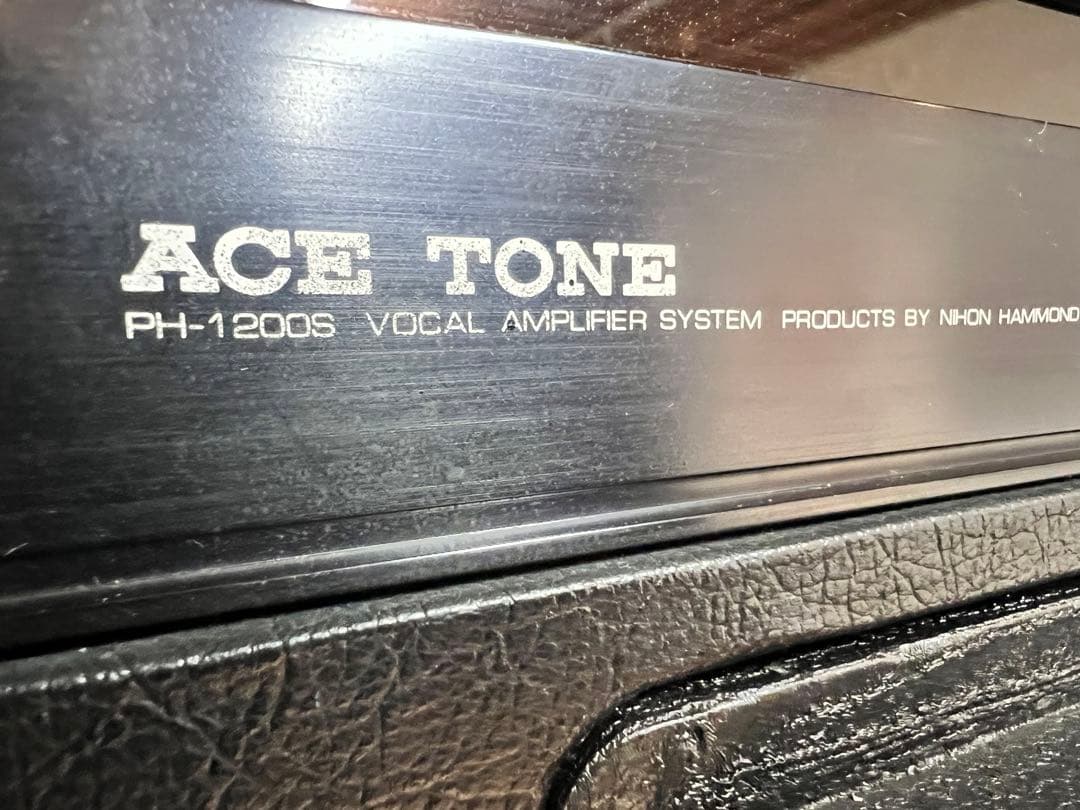 ACE TONE
PH-1200S VOCAL AMPLIFIER SYSTEM PRODUCTS BY NIHON HAMMOND